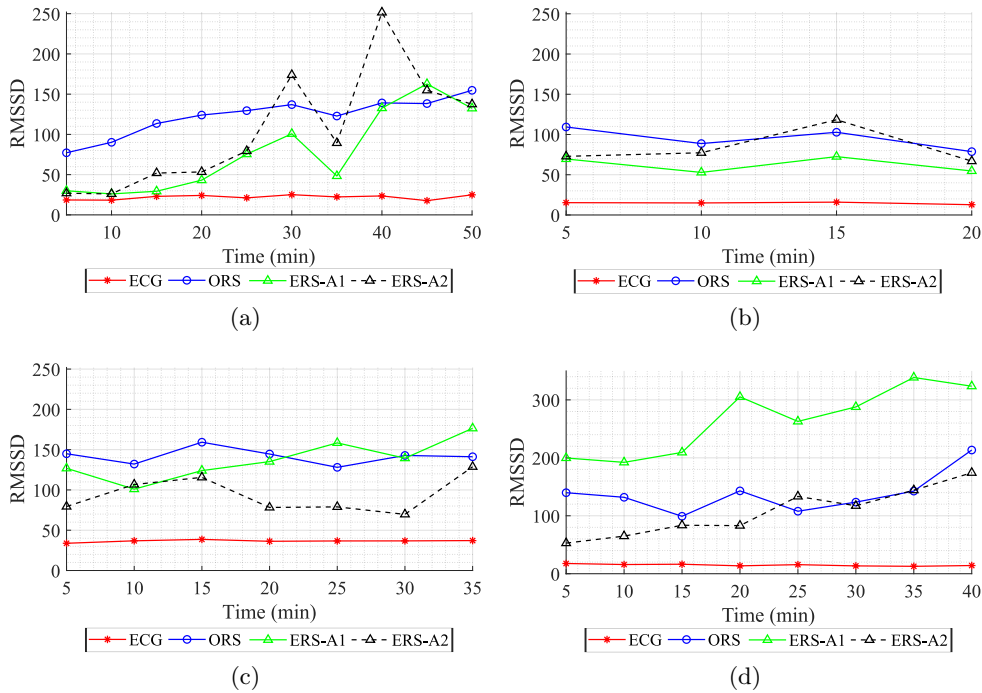 250
200
150
100
50
0
RMSSD
10 20 30 40 50
Time (min)
ECG ORS ERS-A1 ERS-A2
(a)
250
200
150
100
50
0
RMSSD
5 10 15 20
Time (min)
ECG ORS ERS-A1 ERS-A2
(b)
250
200
150
100
50
0
RMSSD
5 10 15 20 25 30 35
Time (min)
ECG ORS ERS-A1 ERS-A2
(c)
300
200
100
0
RMSSD
5 10 15 20 25 30 35 40
Time (min)
ECG ORS ERS-A1 ERS-A2
(d)